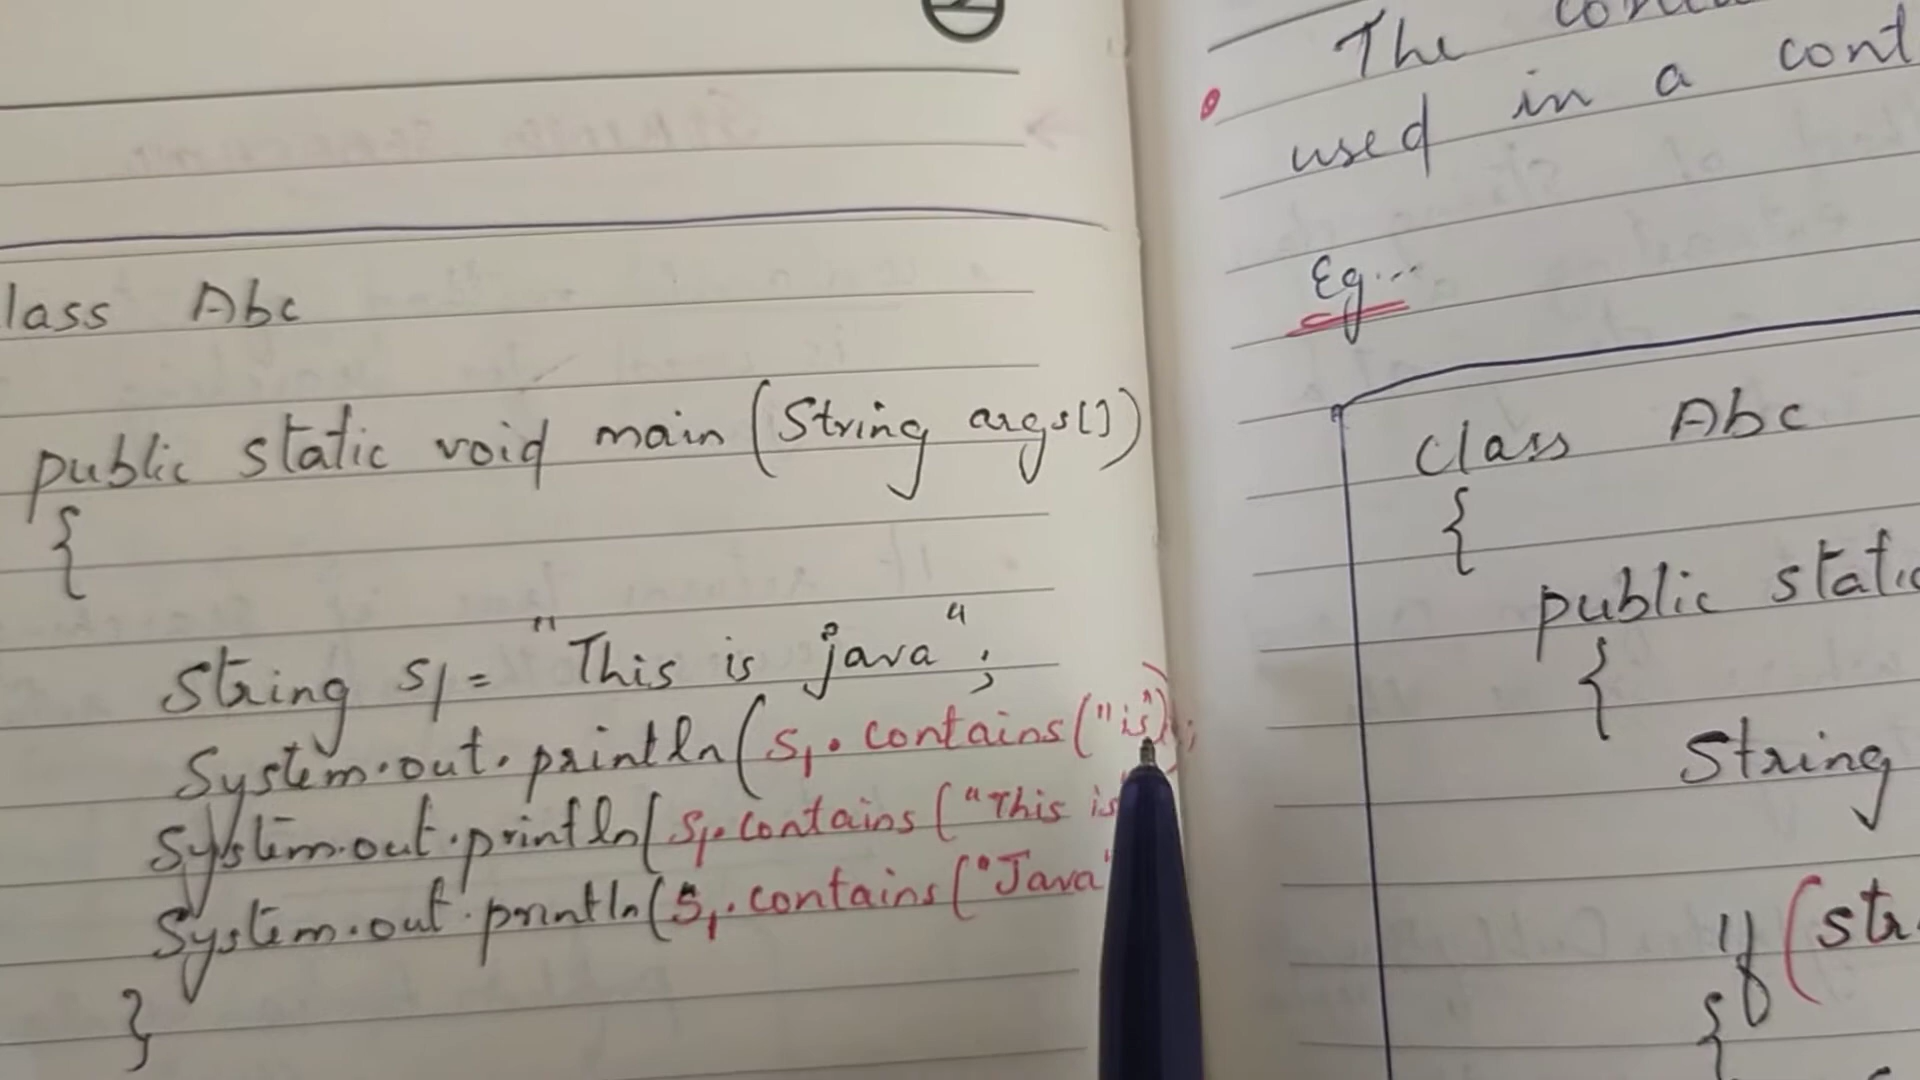 lass Abc
public static void main (String args[])
{
String s1 = "This is java";
System.out.println(s1.contains("is"));
System.out.println(s1.contains("This is
System.out.println(s1.contains("Java"
}
The
used in a cont
Eg...
class Abc
{
public static
{
String
if (str
{